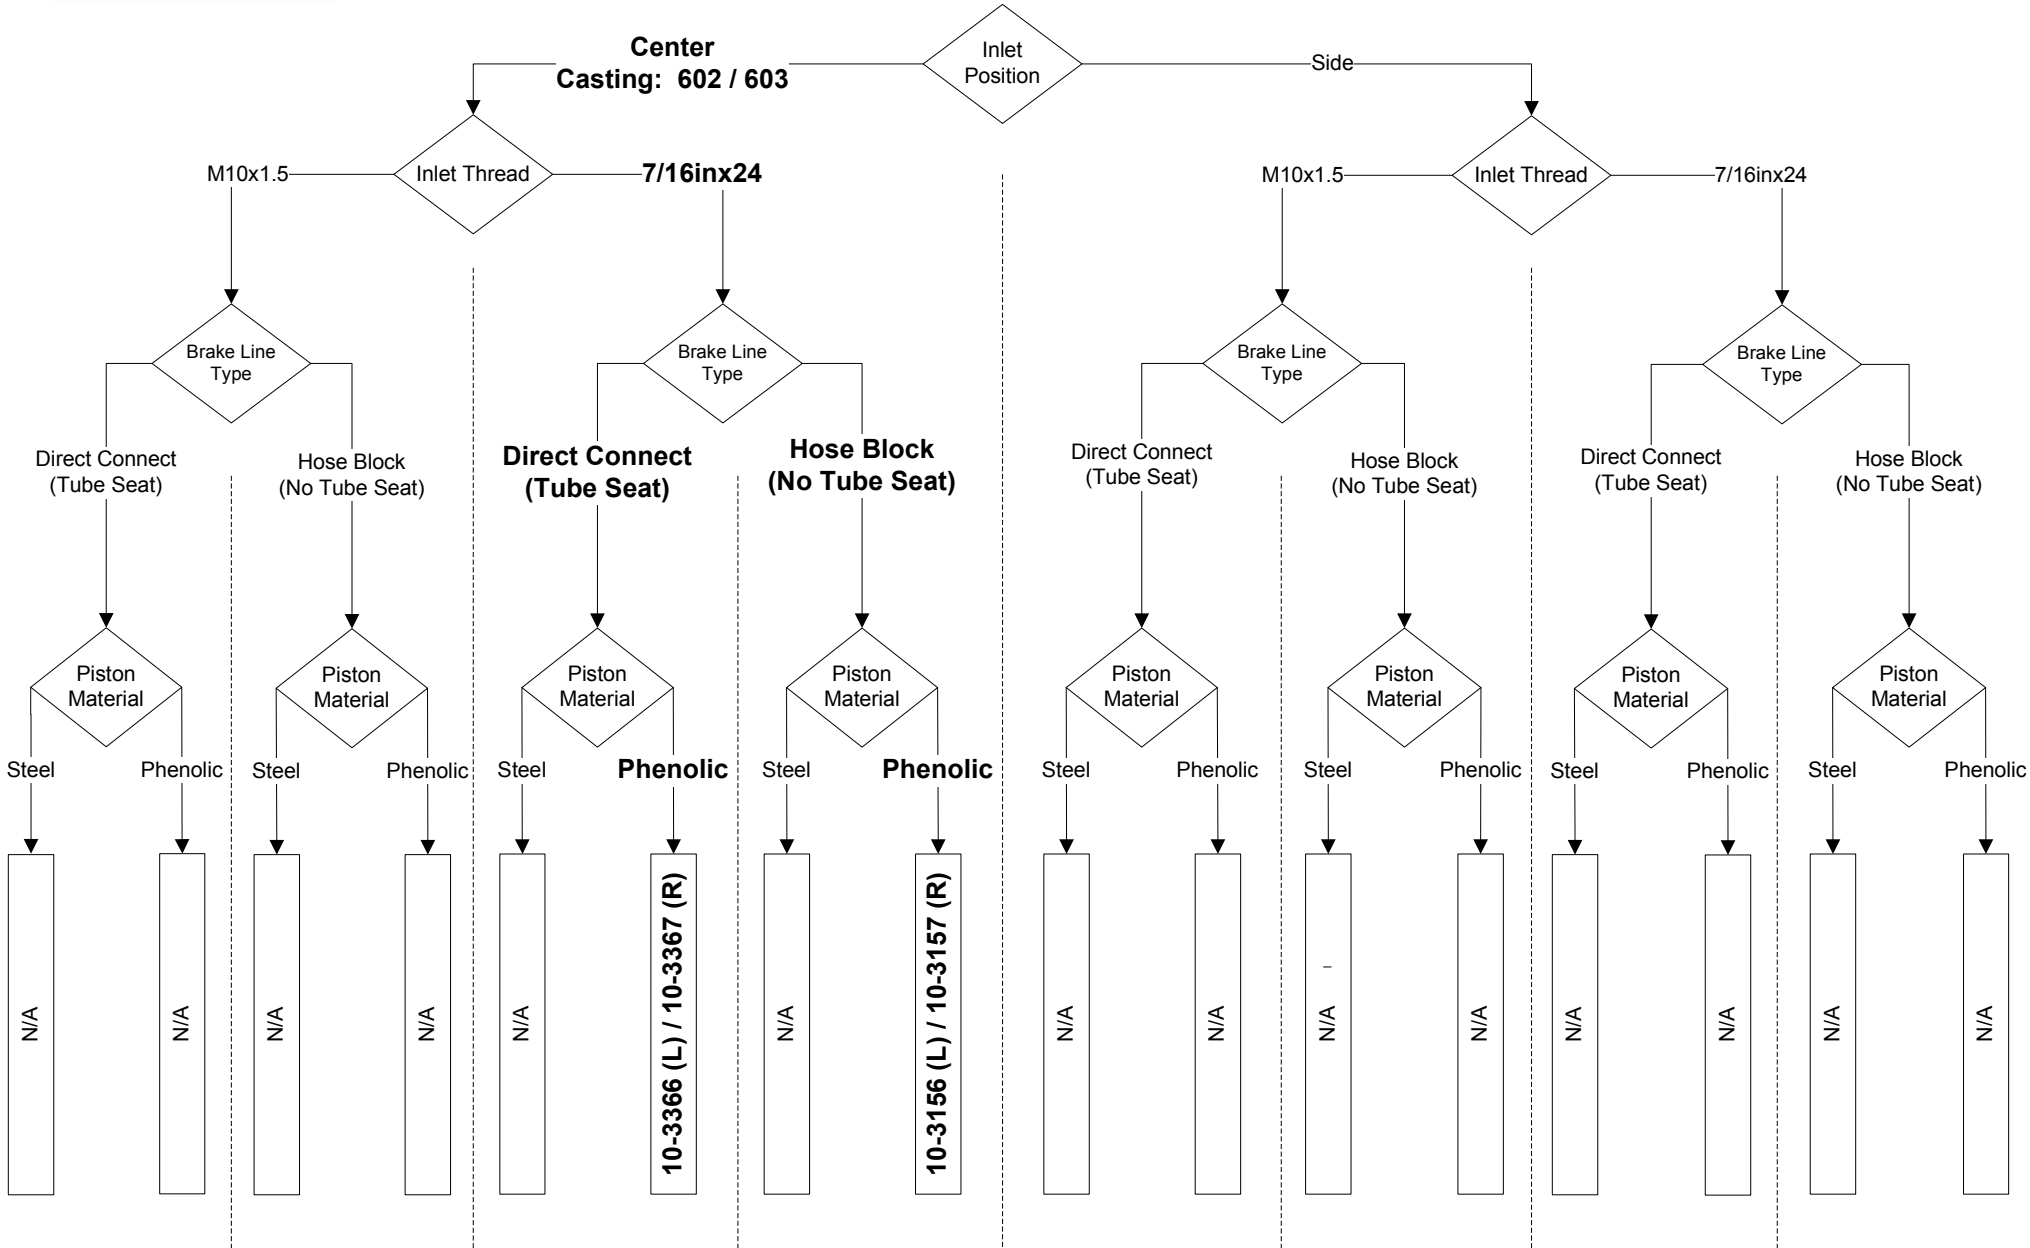 Inlet
Position
Center
Casting:  602 / 603
Side
Inlet Thread
M10x1.5
7/16inx24
Inlet Thread
M10x1.5
7/16inx24
Brake Line
Type
Brake Line
Type
Brake Line
Type
Brake Line
Type
Direct Connect
(Tube Seat)
Hose Block
(No Tube Seat)
Direct Connect
(Tube Seat)
Hose Block
(No Tube Seat)
Direct Connect
(Tube Seat)
Hose Block
(No Tube Seat)
Direct Connect
(Tube Seat)
Hose Block
(No Tube Seat)
Piston
Material
Piston
Material
Piston
Material
Piston
Material
Piston
Material
Piston
Material
Piston
Material
Piston
Material
Steel
Phenolic
Steel
Phenolic
Steel
Phenolic
Steel
Phenolic
Steel
Phenolic
Steel
Phenolic
Steel
Phenolic
Steel
Phenolic
N/A
N/A
N/A
N/A
N/A
10-3366 (L) / 10-3367 (R)
N/A
10-3156 (L) / 10-3157 (R)
N/A
N/A
N/A _
N/A
N/A
N/A
N/A
N/A